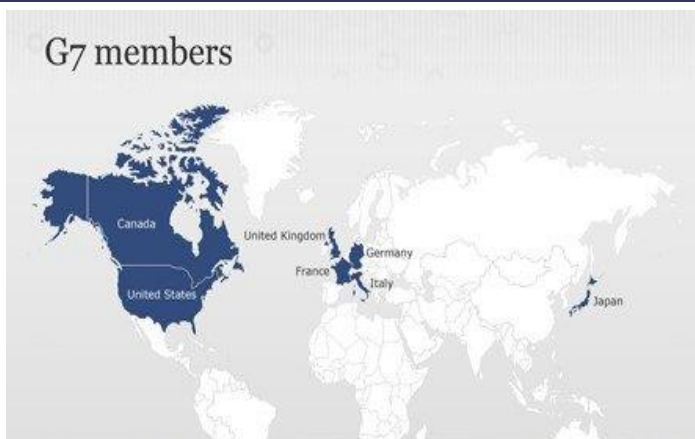 G7 members
Canada
United Kingdom
Germany
France
Italy
United States
Japan